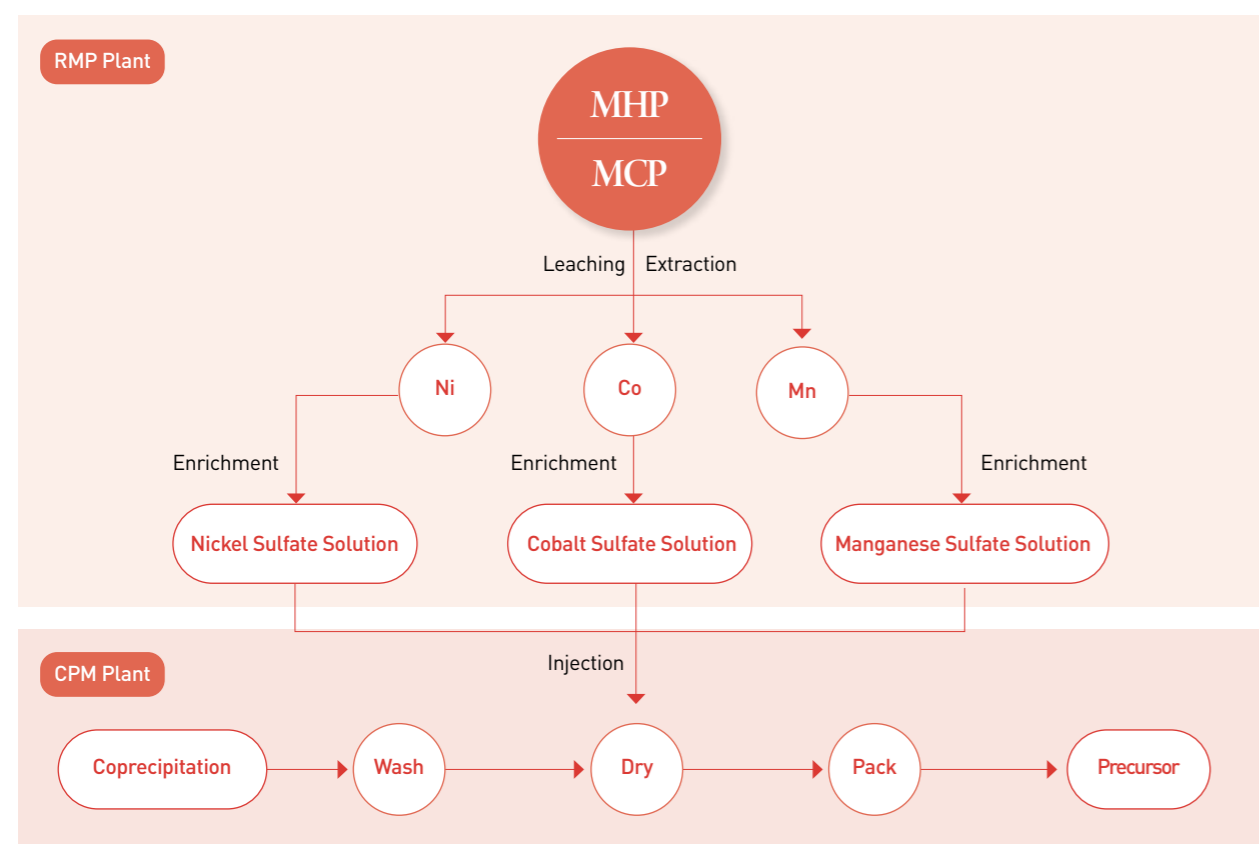 RMP Plant
MHP
MCP
Leaching Extraction
Ni
Co
Mn
Enrichment
Enrichment
Enrichment
Nickel Sulfate Solution
Cobalt Sulfate Solution
Manganese Sulfate Solution
CPM Plant
Injection
Coprecipitation
Wash
Dry
Pack
Precursor